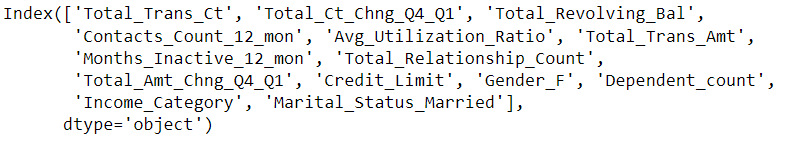 Index(['Total_Trans_Ct', 'Total_Ct_Chng_Q4_Q1', 'Total_Revolving_Bal',
'Contacts_Count_12_mon', 'Avg_Utilization_Ratio', 'Total_Trans_Amt',
'Months_Inactive_12_mon', 'Total_Relationship_Count',
'Total_Amt_Chng_Q4_Q1', 'Credit_Limit', 'Gender_F', 'Dependent_count',
'Income_Category', 'Marital_Status_Married'],
dtype='object')